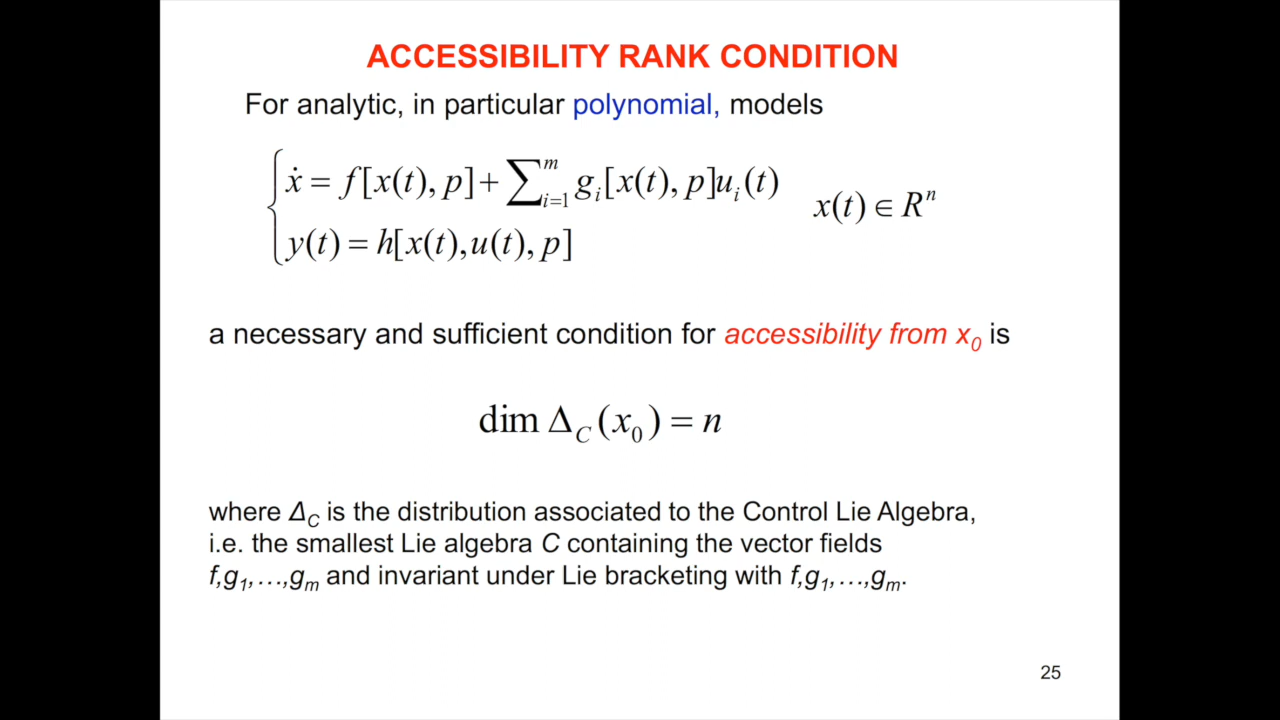 ACCESSIBILITY RANK CONDITION
For analytic, in particular polynomial, models
ẋ = f[x(t), p] + ∑_{i=1}^{m} g_i[x(t), p]u_i(t)
x(t) ∈ R^n
y(t) = h[x(t), u(t), p]
a necessary and sufficient condition for accessibility from x_0 is
dim Δ_C(x_0) = n
where Δ_C is the distribution associated to the Control Lie Algebra,
i.e. the smallest Lie algebra C containing the vector fields
f,g_1,…,g_m and invariant under Lie bracketing with f,g_1,…,g_m.
25